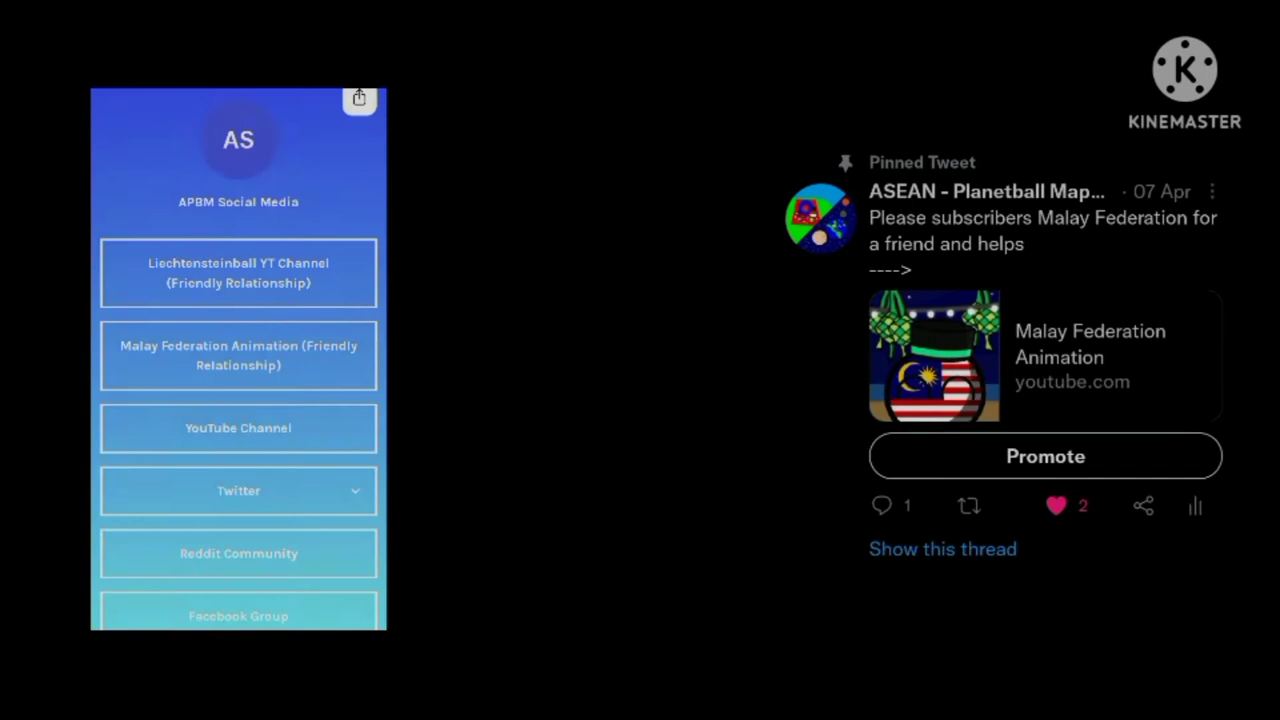 AS
APBM Social Media
Liechtensteinball YT Channel
(Friendly Relationship)
Malay Federation Animation (Friendly
Relationship)
YouTube Channel
Twitter
Reddit Community
Facebook Group
K
KINEMASTER
Pinned Tweet
ASEAN - Planetball Map... · 07 Apr
Please subscribers Malay Federation for
a friend and helps
---->
Malay Federation
Animation
youtube.com
Promote
1
2
Show this thread